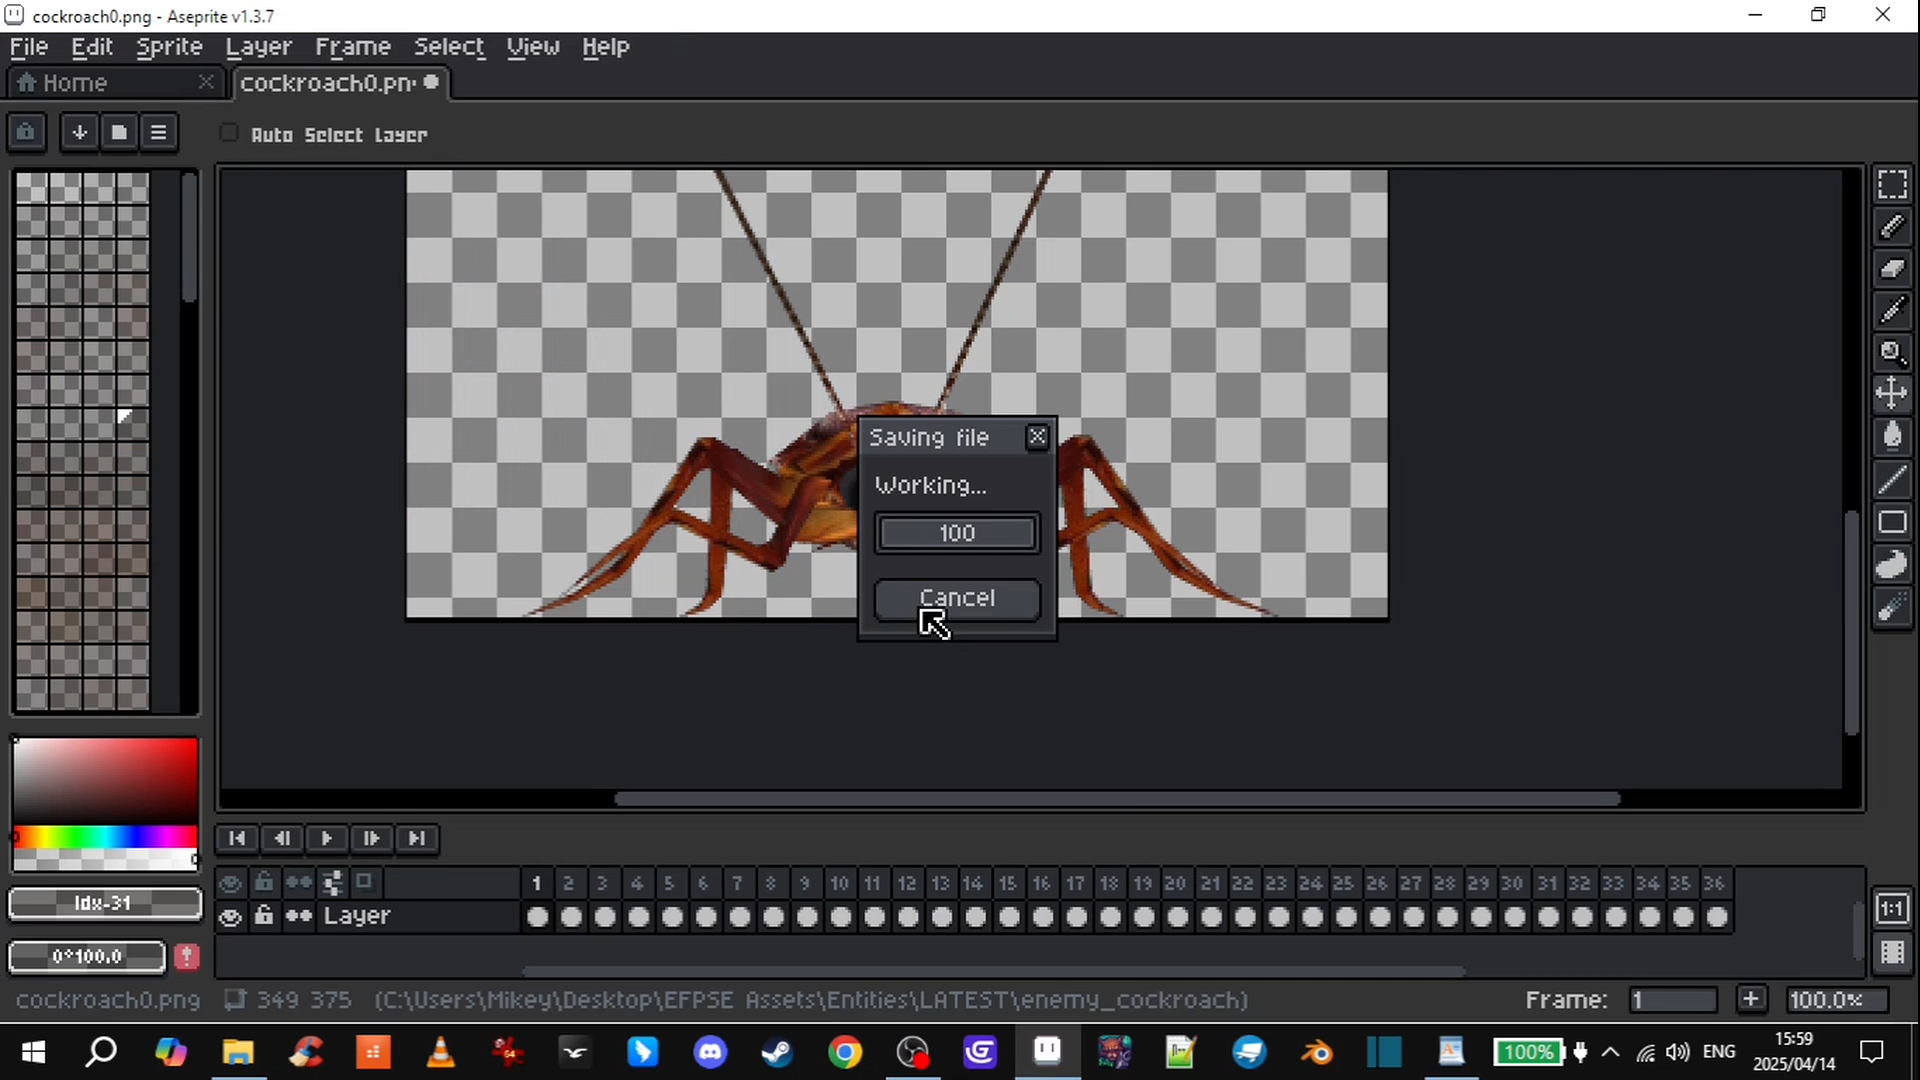 cockroach0.png - Aseprite v1.3.7
File Edit Sprite Layer Frame Select View Help
Home cockroach0.pn
Auto Select Layer
Saving file
Working...
100
Cancel
1 2 3 4 5 6 7 8 9 10 11 12 13 14 15 16 17 18 19 20 21 22 23 24 25 26 27 28 29 30 31 32 33 34 35 36
Idx-31
Layer
1:1
0°100.0
cockroach0.png 349 375 (C:\Users\Mikey\Desktop\EFPSE Assets\Entities\LATEST\enemy_cockroach) Frame: 1 + 100.0%
64
100% ENG
15:59
2025/04/14